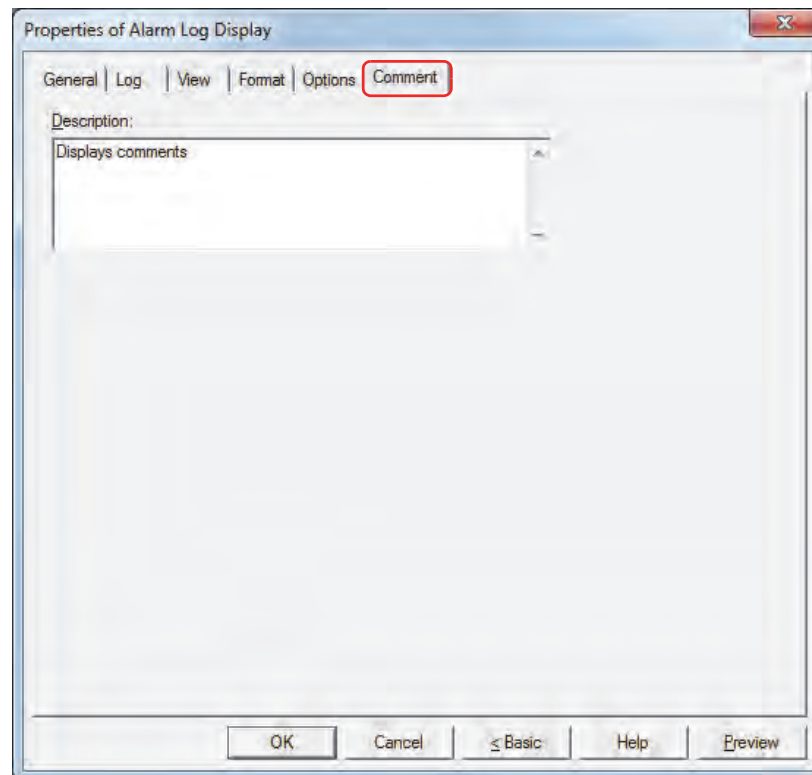 Properties of Alarm Log Display
General Log View Format Options Comment
Description:
Displays comments
OK Cancel < Basic Help Preview